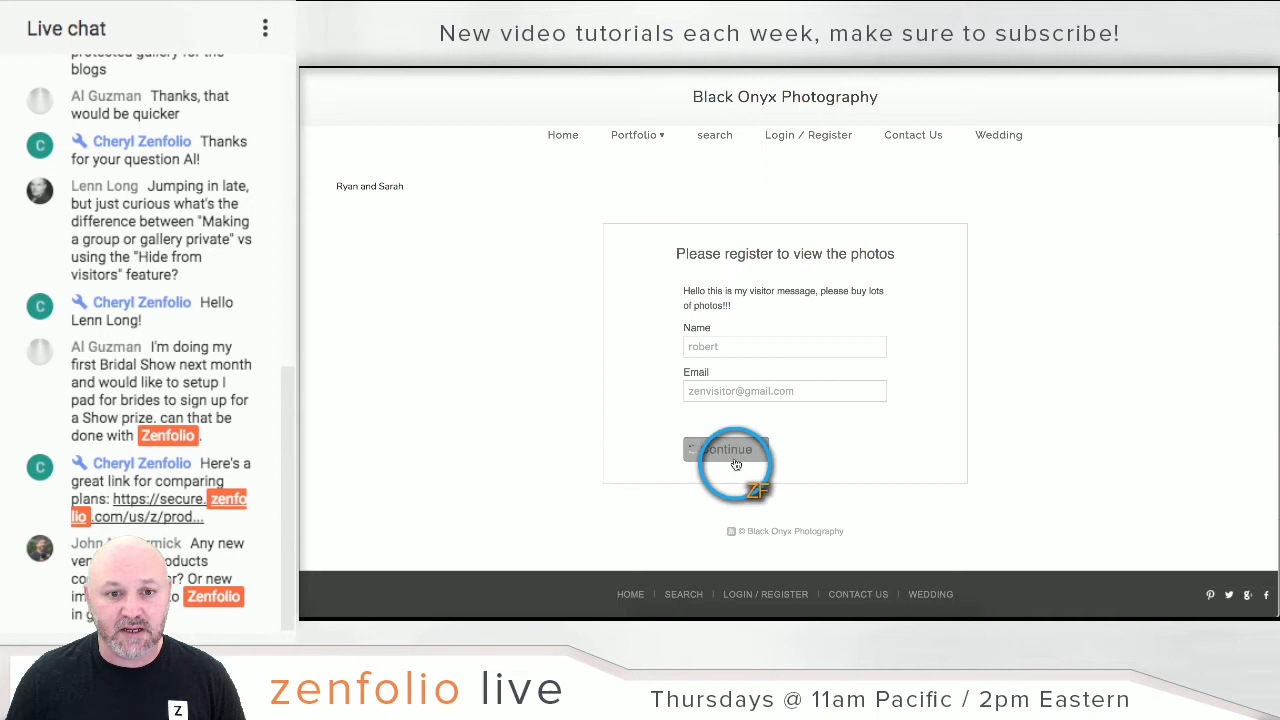 Live chat
protected gallery for the
blogs
Al Guzman Thanks, that
would be quicker
C
Cheryl Zenfolio Thanks
for your question Al!
Lenn Long Jumping in late,
but just curious what's the
difference between "Making
a group or gallery private" vs
using the "Hide from
visitors" feature?
C
Cheryl Zenfolio Hello
Lenn Long!
Al Guzman I'm doing my
first Bridal Show next month
and would like to setup I
pad for brides to sign up for
a Show prize. can that be
done with Zenfolio.
C
Cheryl Zenfolio Here's a
great link for comparing
plans: https://secure.zenfo
lio.com/us/z/prod...
Any new
Or new
to Zenfolio
in
Z
New video tutorials each week, make sure to subscribe!
Black Onyx Photography
Home Portfolio ▾ search Login / Register Contact Us Wedding
Ryan and Sarah
Please register to view the photos
Hello this is my visitor message, please buy lots
of photos!!!
Name
robert
Email
zenvisitor@gmail.com
Continue
ZF
© Black Onyx Photography
HOME | SEARCH | LOGIN / REGISTER | CONTACT US | WEDDING
zenfolio live
Thursdays @ 11am Pacific / 2pm Eastern